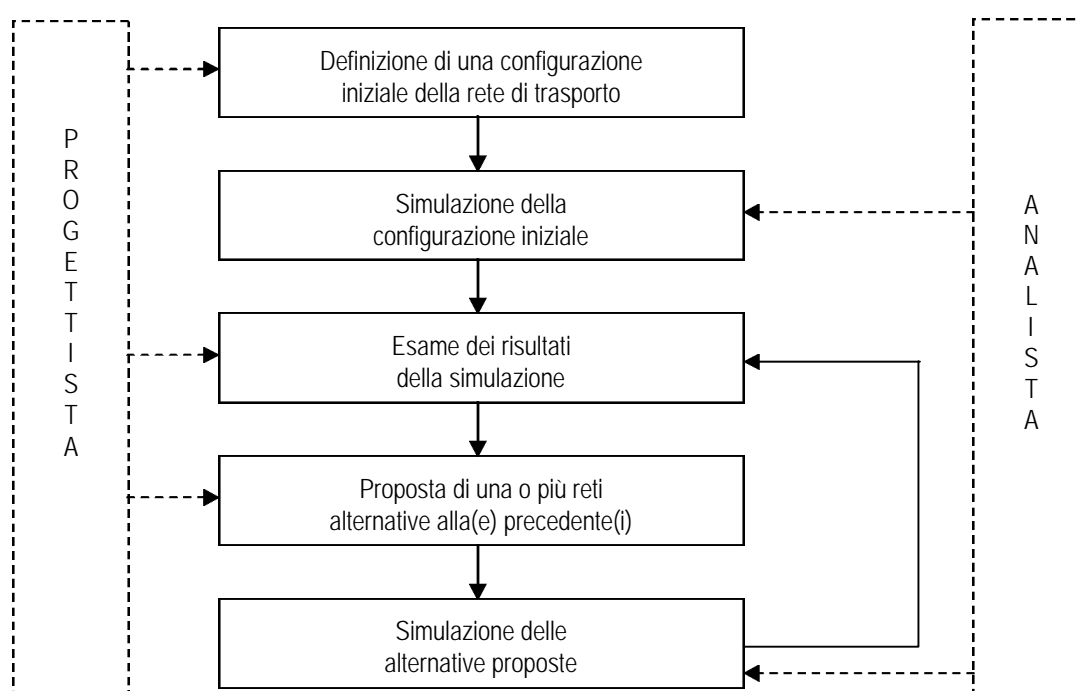 Definizione di una configurazione
iniziale della rete di trasporto
P
R
O
G
E
T
T
I
S
T
A
Simulazione della
configurazione iniziale
A
N
A
L
I
S
T
A
Esame dei risultati
della simulazione
Proposta di una o più reti
alternative alla(e) precedente(i)
Simulazione delle
alternative proposte